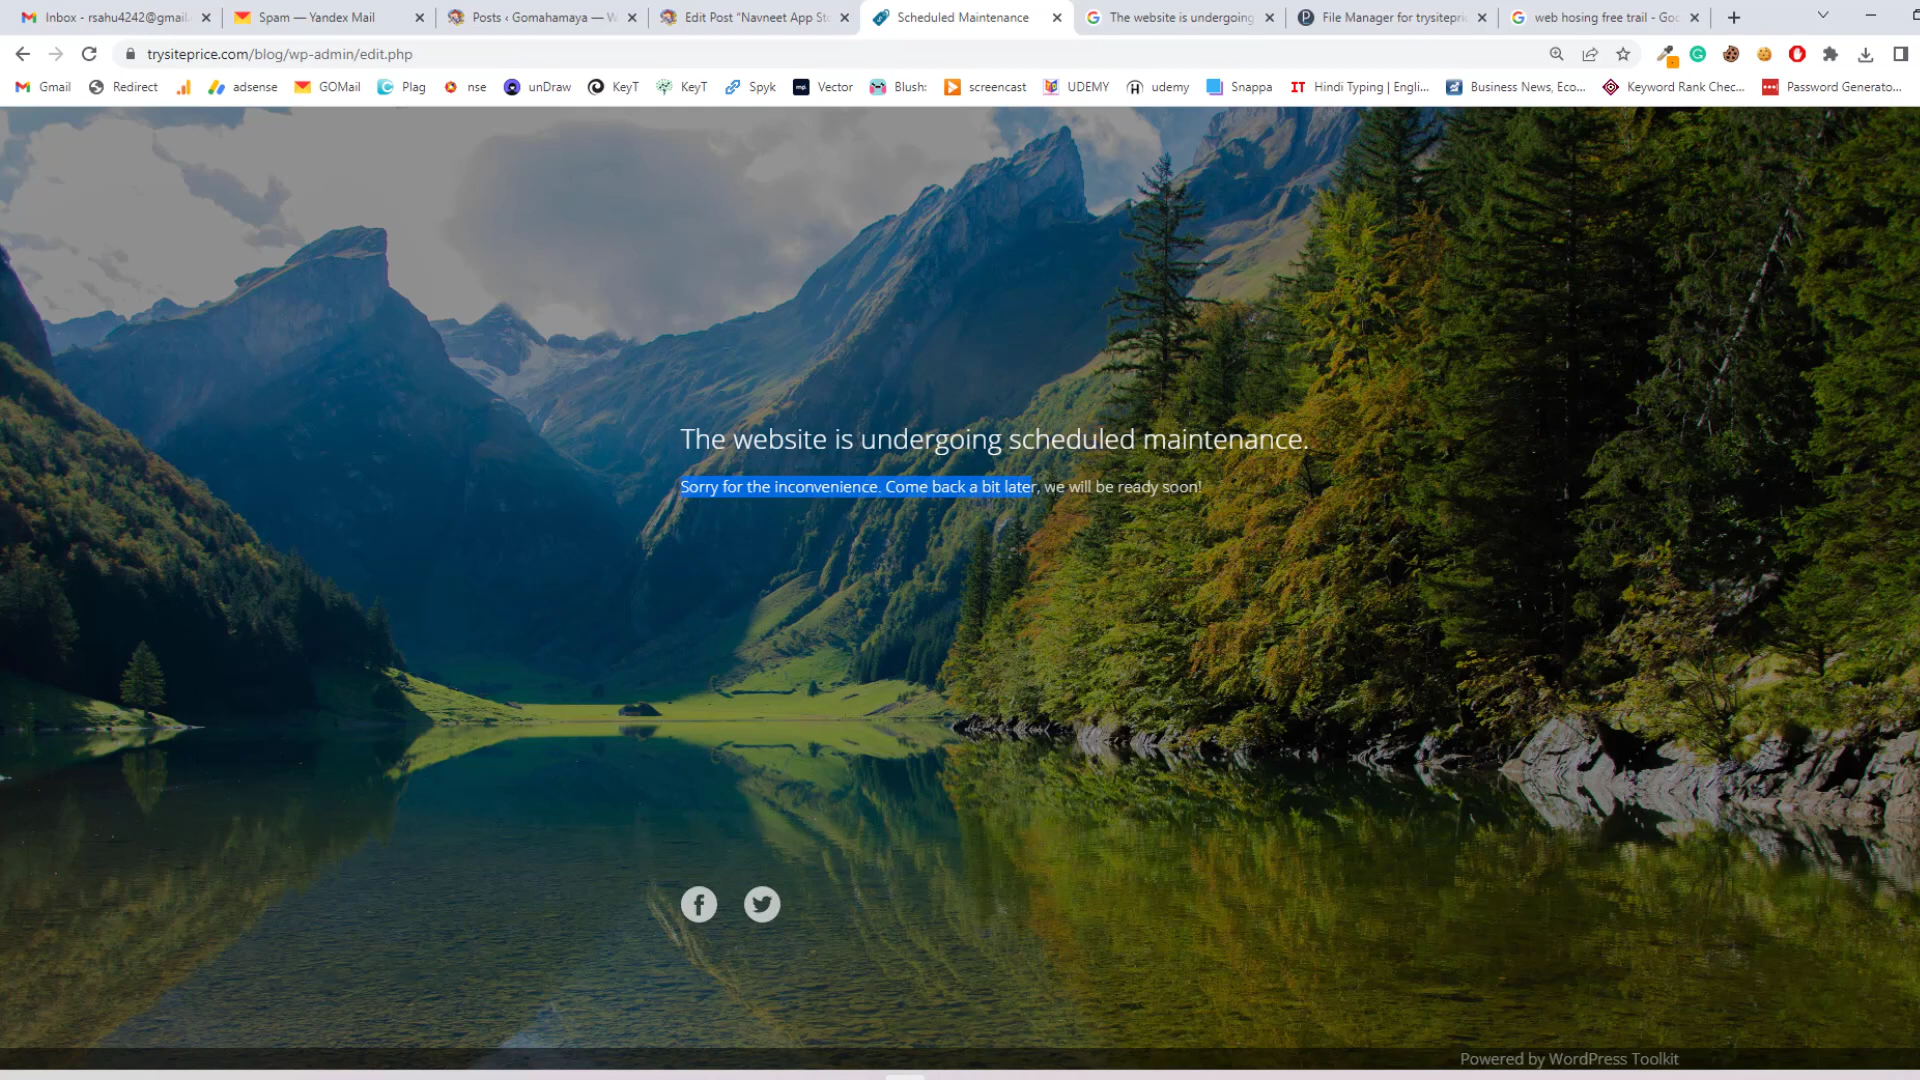 Inbox - rsahu4242@gmail.
Spam — Yandex Mail
Posts ‹ Gomahamaya — W
Edit Post “Navneet App Sto
Scheduled Maintenance
The website is undergoing
File Manager for trysitepri
web hosing free trail - Goo
trysiteprice.com/blog/wp-admin/edit.php
Gmail
Redirect
adsense
GOMail
Plag
nse
unDraw
KeyT
KeyT
Spyk
Vector
Blush:
screencast
UDEMY
udemy
Snappa
IT Hindi Typing | Engli...
Business News, Eco...
Keyword Rank Chec...
Password Generato...
The website is undergoing scheduled maintenance.
Sorry for the inconvenience. Come back a bit later, we will be ready soon!
Powered by WordPress Toolkit